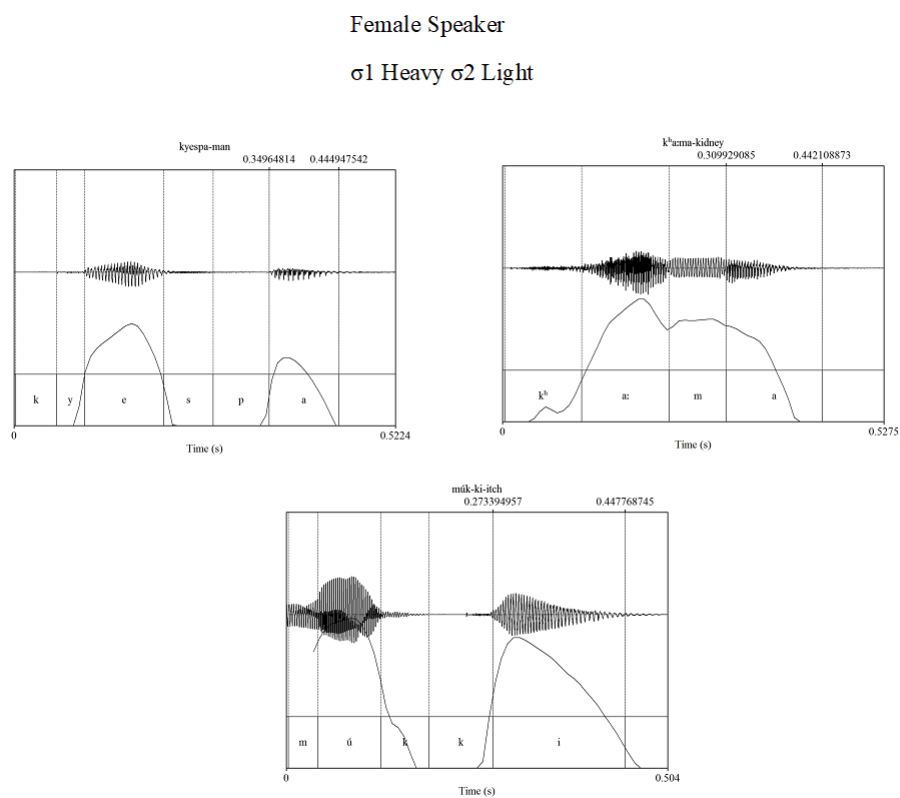 Female Speaker
σ1 Heavy σ2 Light
kyespa-man
0.34964814 0.444947542
k y e s p a
0 0.5224
Time (s)
kʰa:ma-kidney
0.309929085 0.442108873
kʰ a: m a
0 0.5275
Time (s)
múk-ki-itch
0.273394957 0.447768745
m ú k k i
0 0.504
Time (s)